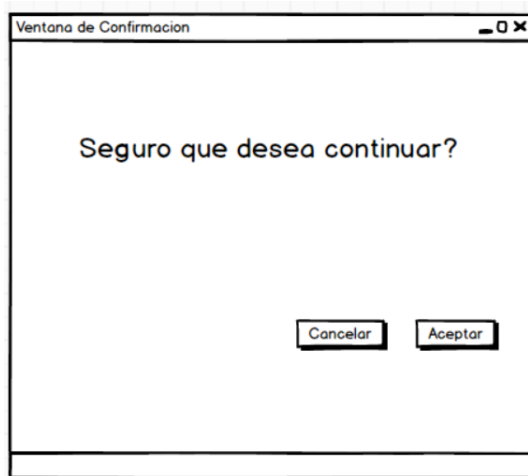 Ventana de Confirmacion
Seguro que desea continuar?
Cancelar Aceptar